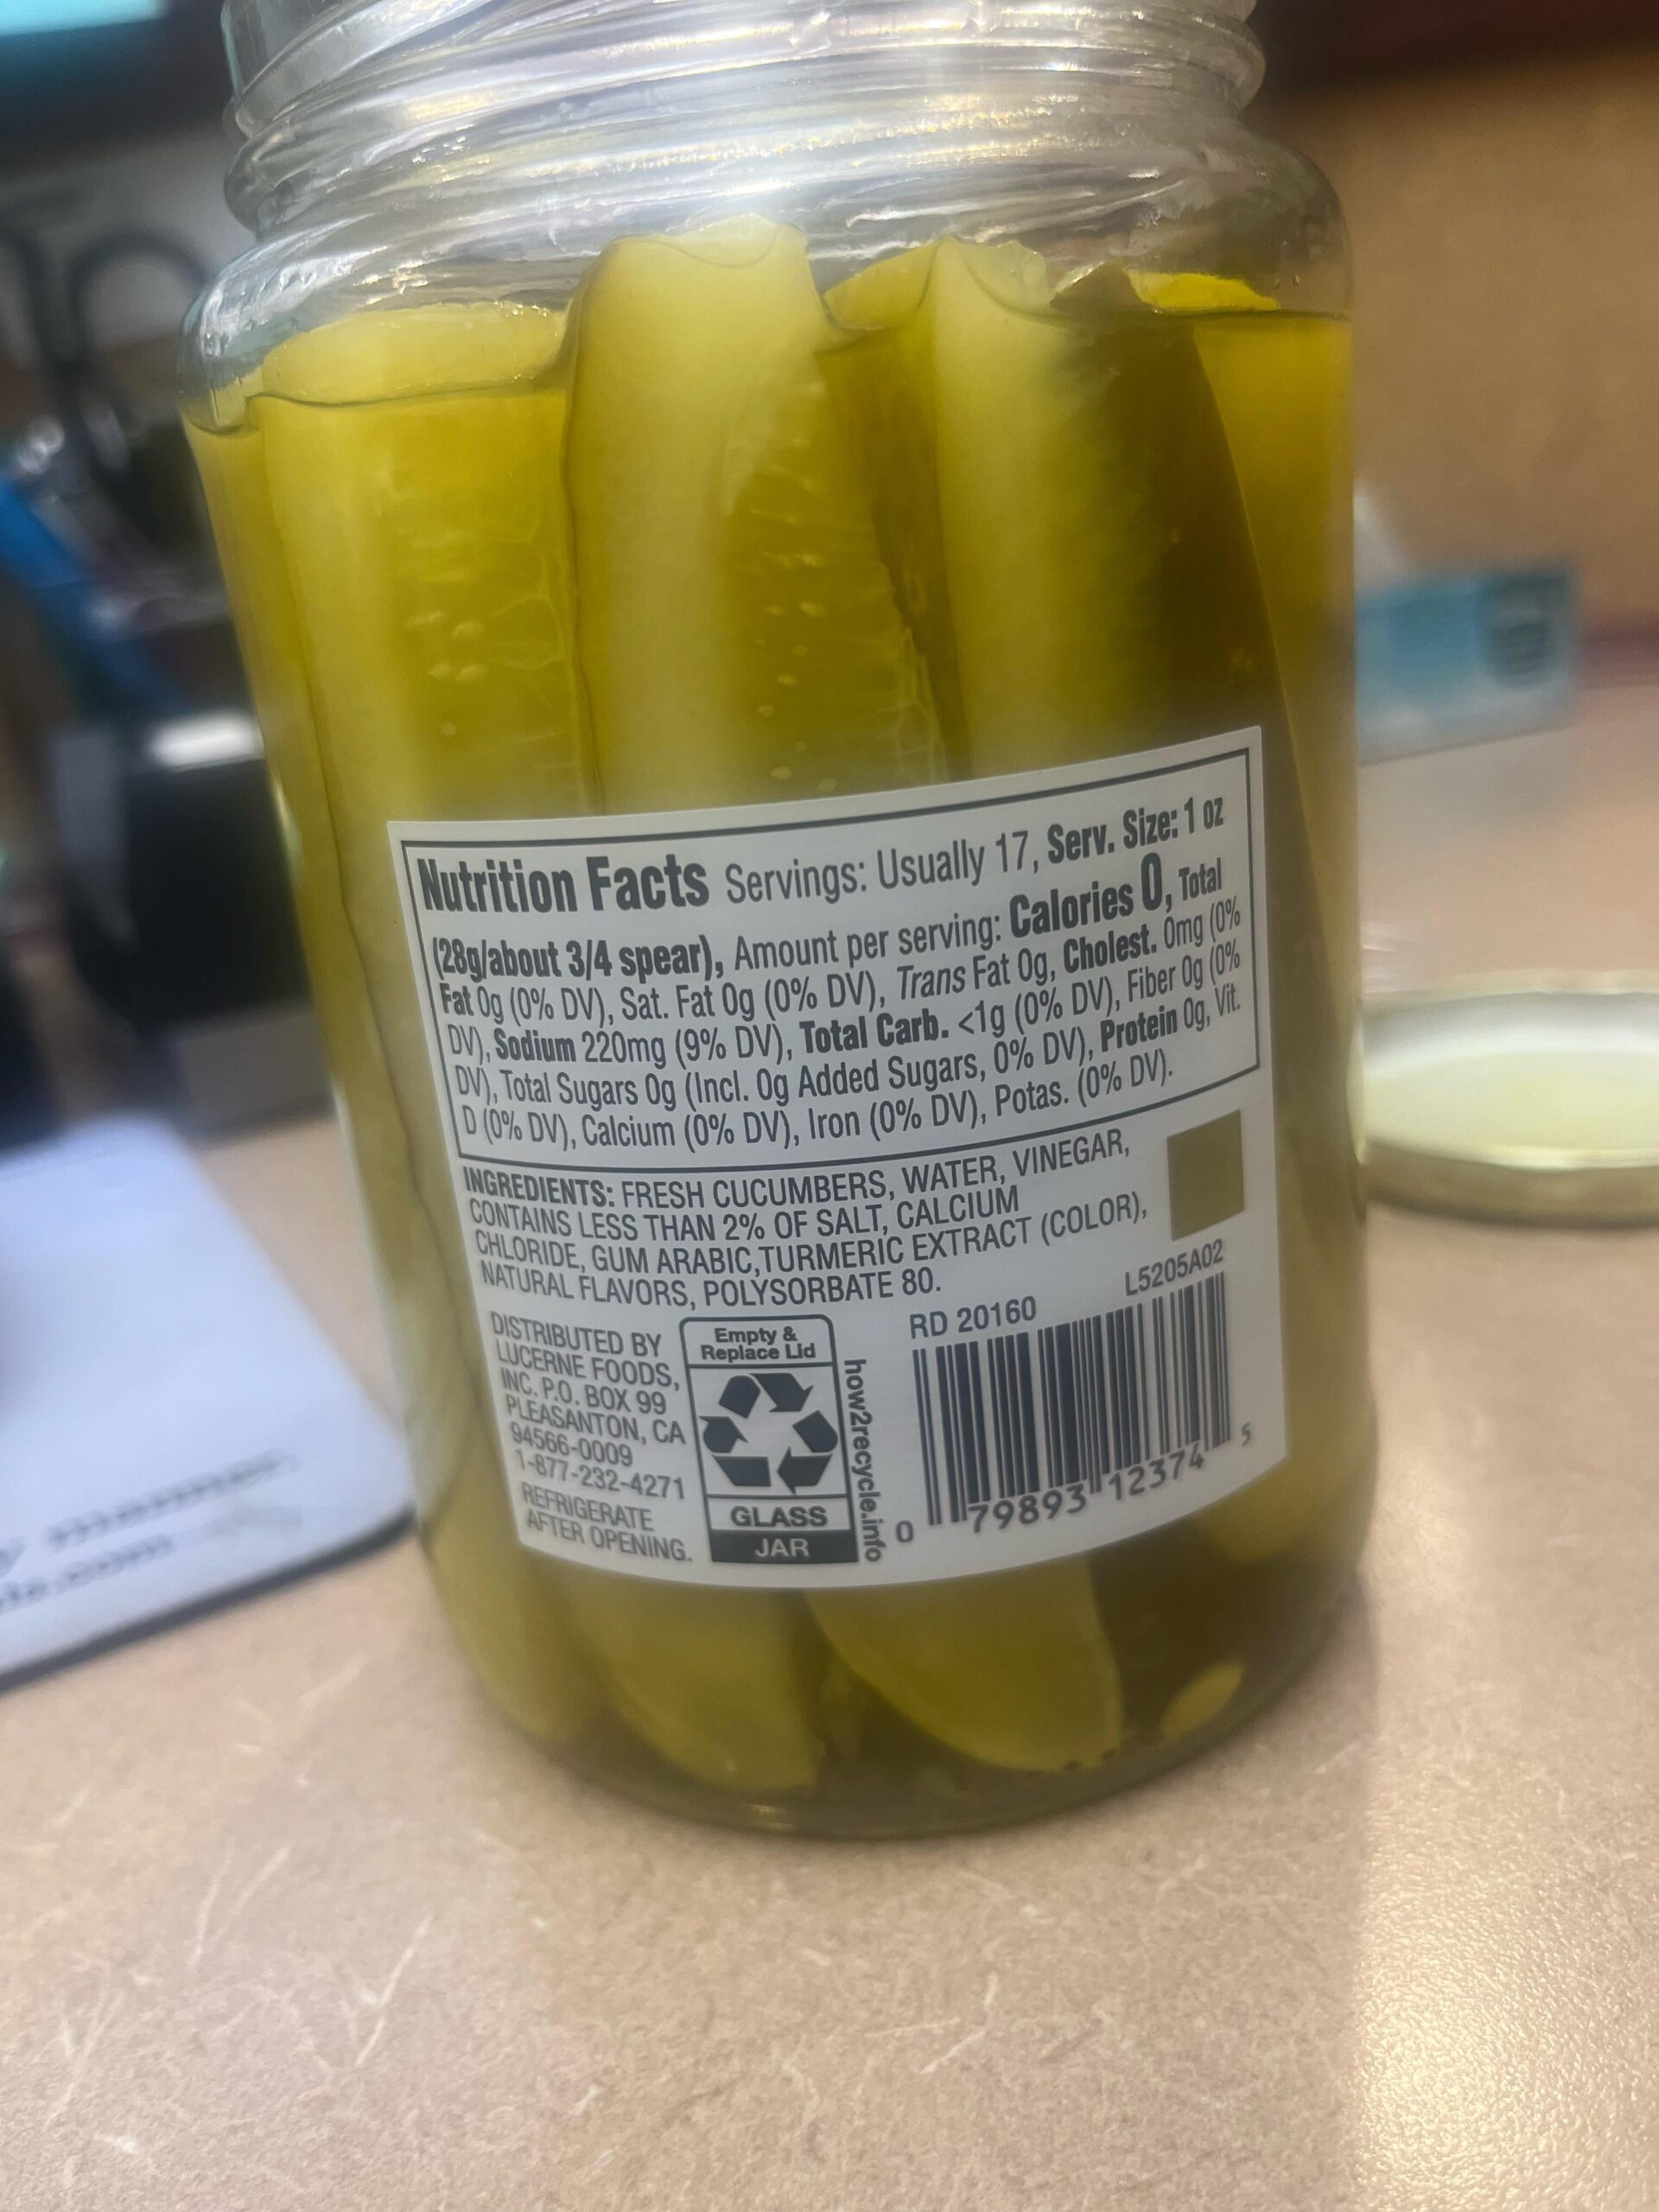 Nutrition Facts Servings: Usually 17, Serv. Size: 1 oz
(28g/about 3/4 spear), Amount per serving: Calories 0, Total
Fat 0g (0% DV), Sat. Fat 0g (0% DV), Trans Fat 0g, Cholest. 0mg (0%
DV), Sodium 220mg (9% DV), Total Carb. <1g (0% DV), Fiber 0g (0%
DV), Total Sugars 0g (Incl. 0g Added Sugars, 0% DV), Protein 0g, Vit.
D (0% DV), Calcium (0% DV), Iron (0% DV), Potas. (0% DV).
INGREDIENTS: FRESH CUCUMBERS, WATER, VINEGAR,
CONTAINS LESS THAN 2% OF SALT, CALCIUM
CHLORIDE, GUM ARABIC,TURMERIC EXTRACT (COLOR),
NATURAL FLAVORS, POLYSORBATE 80.
DISTRIBUTED BY
LUCERNE FOODS,
INC. P.O. BOX 99
PLEASANTON, CA
94566-0009
1-877-232-4271
REFRIGERATE
AFTER OPENING.
Empty &
Replace Lid
GLASS
JAR
how2recycle.info
RD 20160
L5205A02
0 79893 12374 5